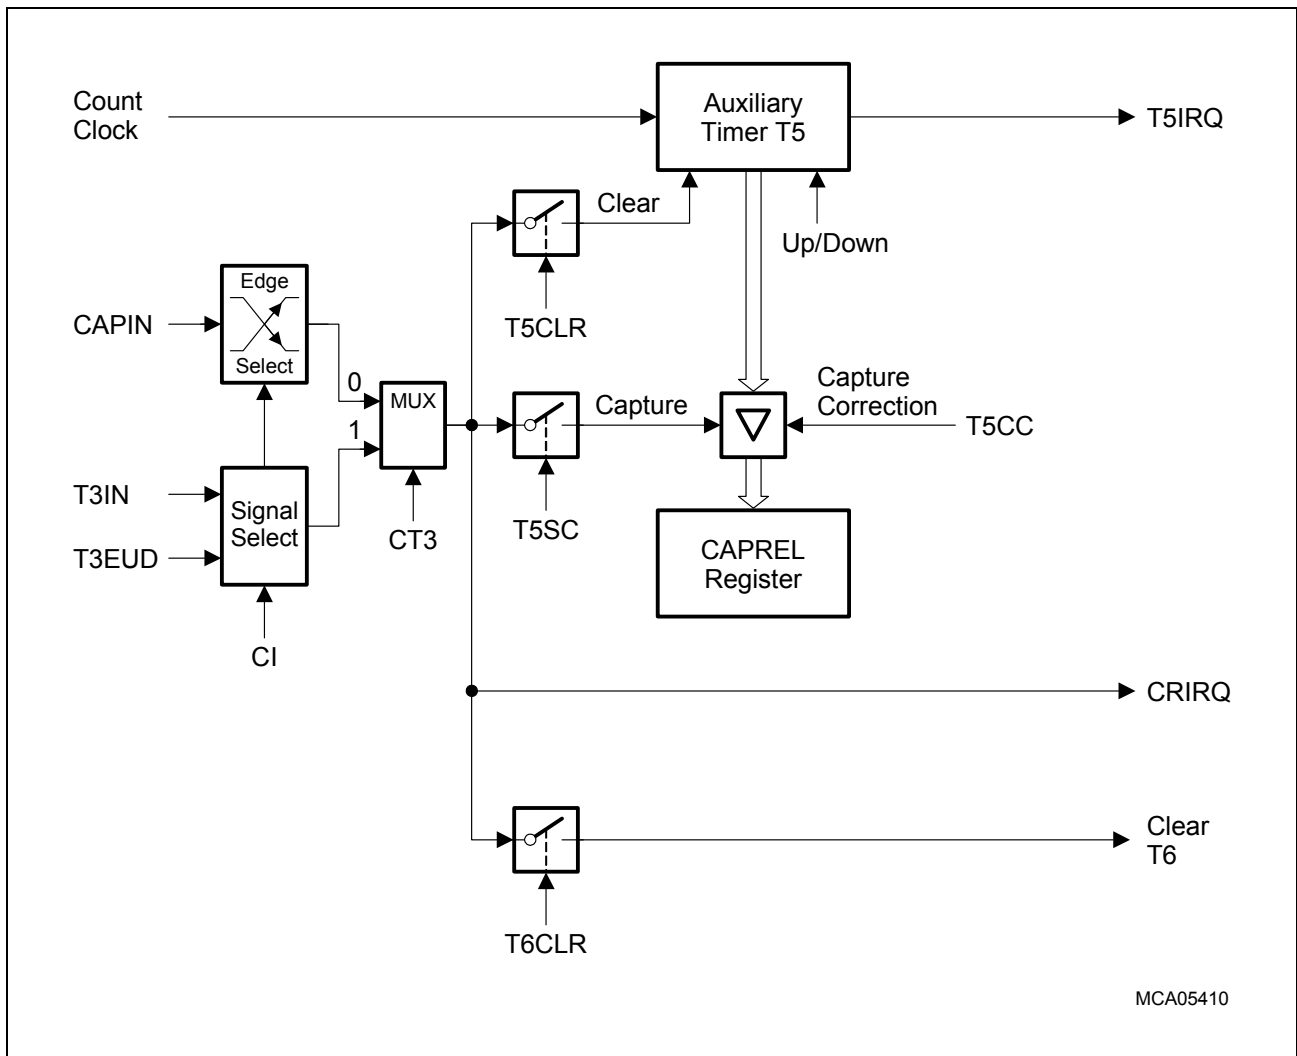 Count
Clock
Auxiliary
Timer T5
T5IRQ
Clear
Up/Down
Edge
Select
CAPIN
T5CLR
0
MUX
1
Capture
Capture
Correction
T5CC
T3IN
T3EUD
Signal
Select
CT3
T5SC
CAPREL
Register
CI
CRIRQ
Clear
T6
T6CLR
MCA05410